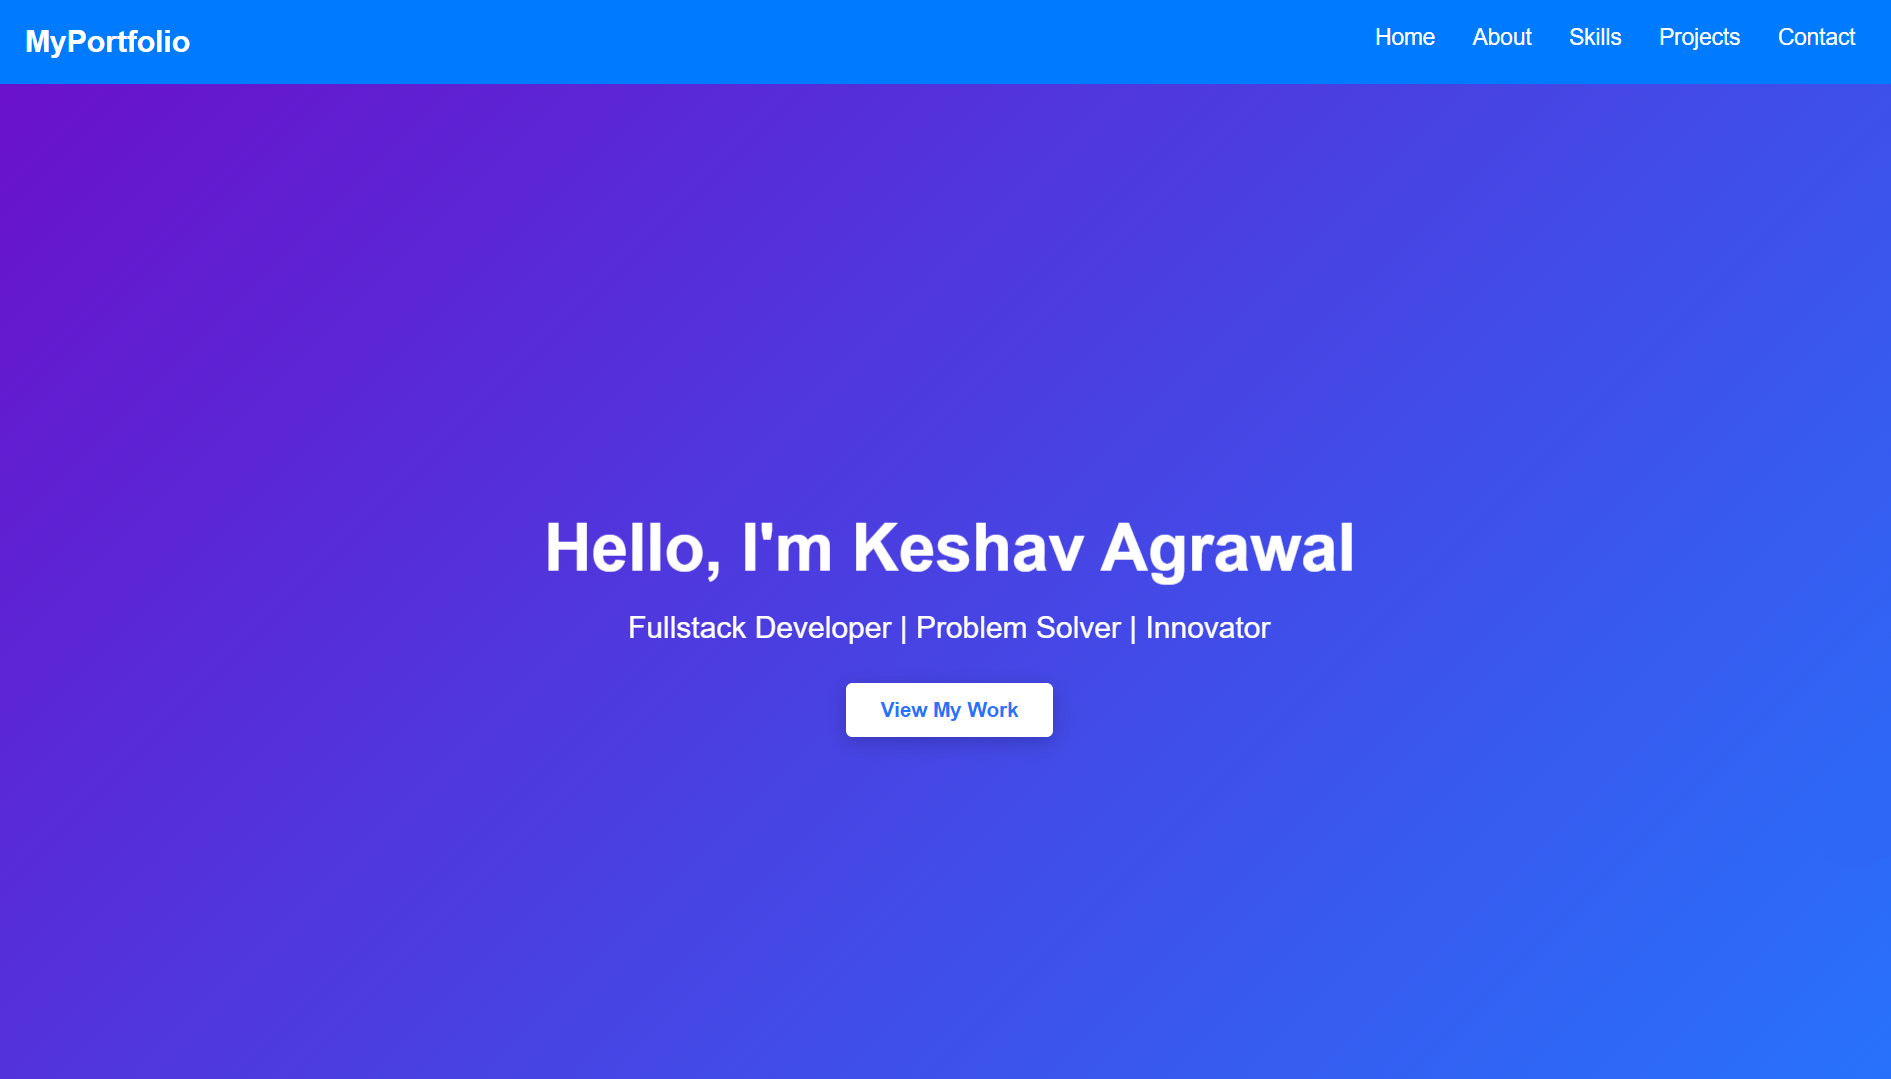 MyPortfolio
Home About Skills Projects Contact
Hello, I'm Keshav Agrawal
Fullstack Developer | Problem Solver | Innovator
View My Work